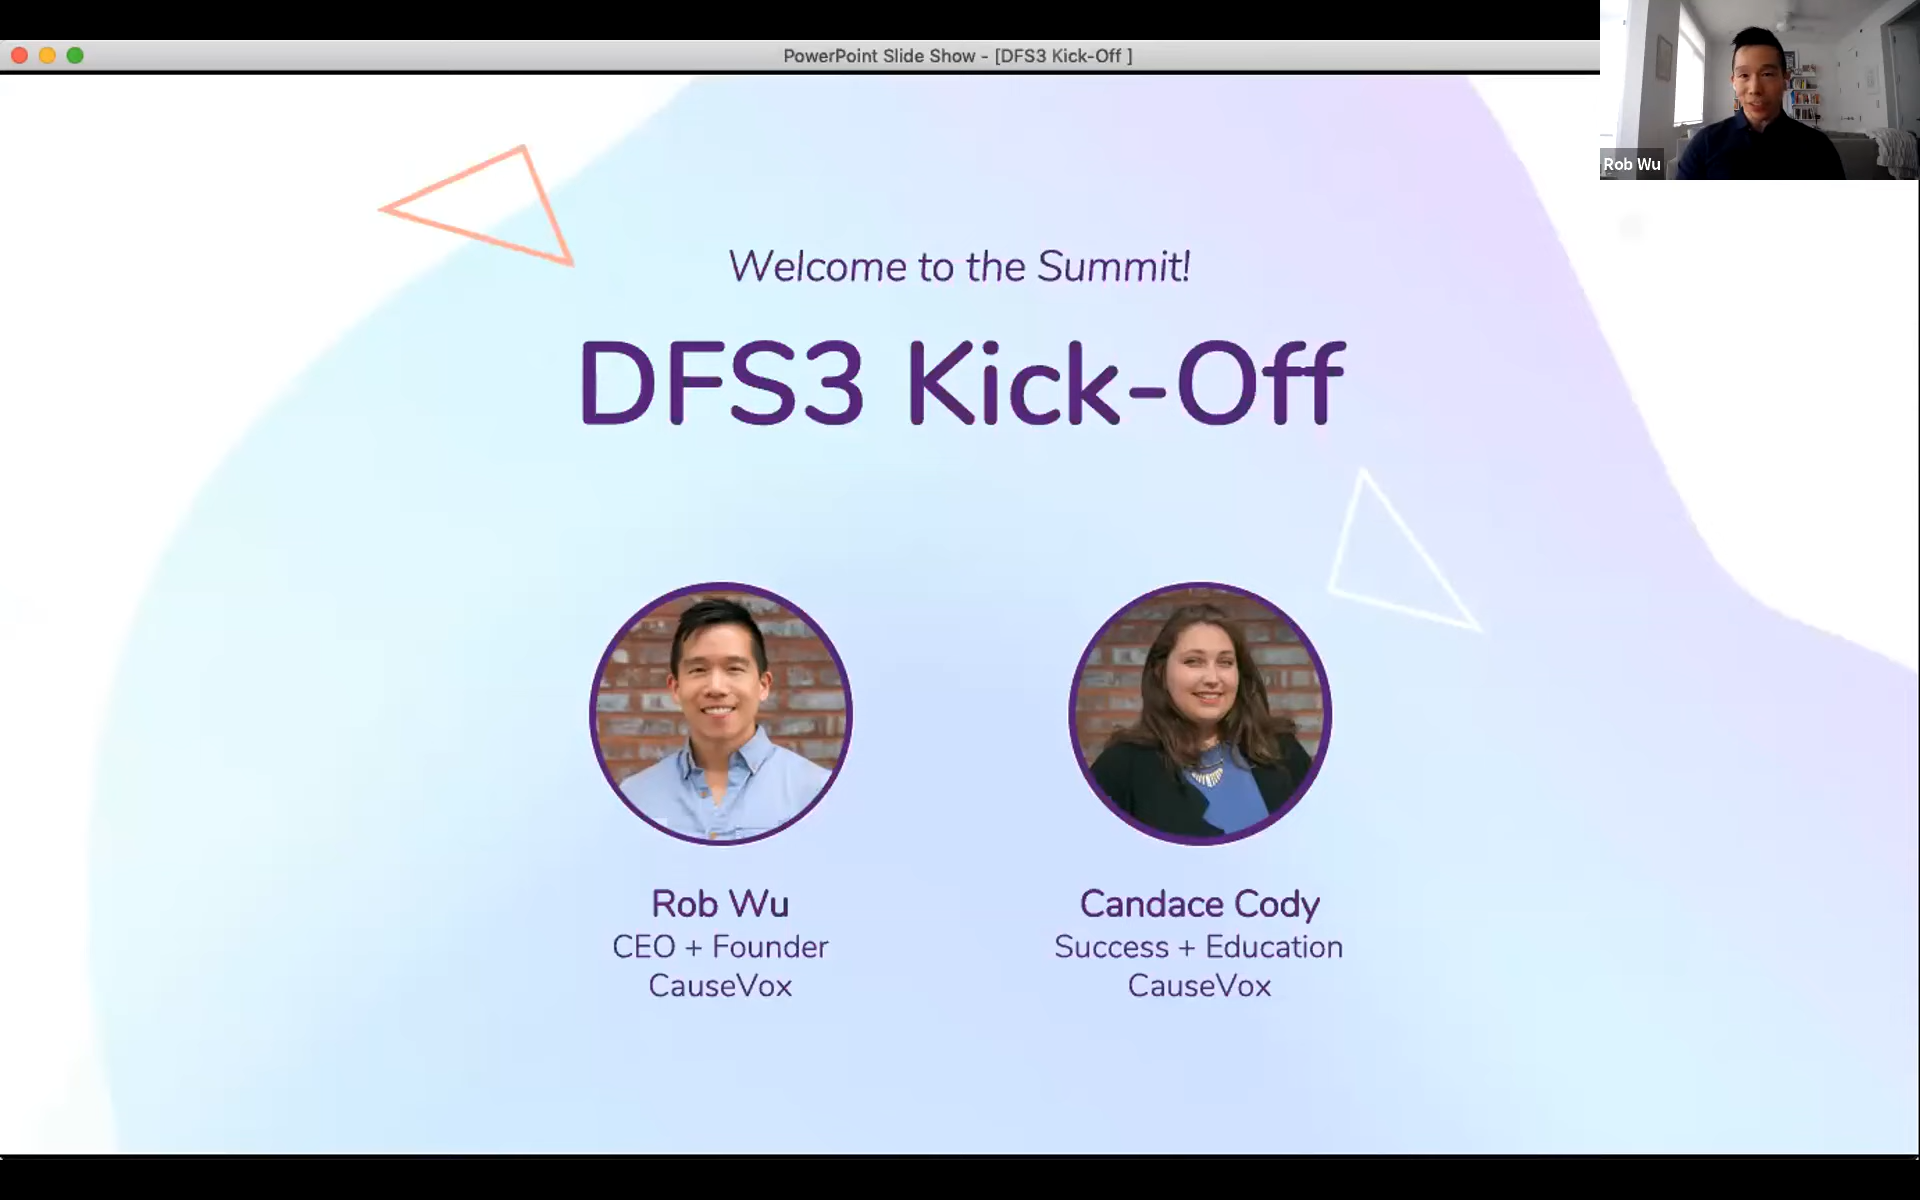 PowerPoint Slide Show - [DFS3 Kick-Off ]
Rob Wu
Welcome to the Summit!
DFS3 Kick-Off
Rob Wu
CEO + Founder
CauseVox
Candace Cody
Success + Education
CauseVox